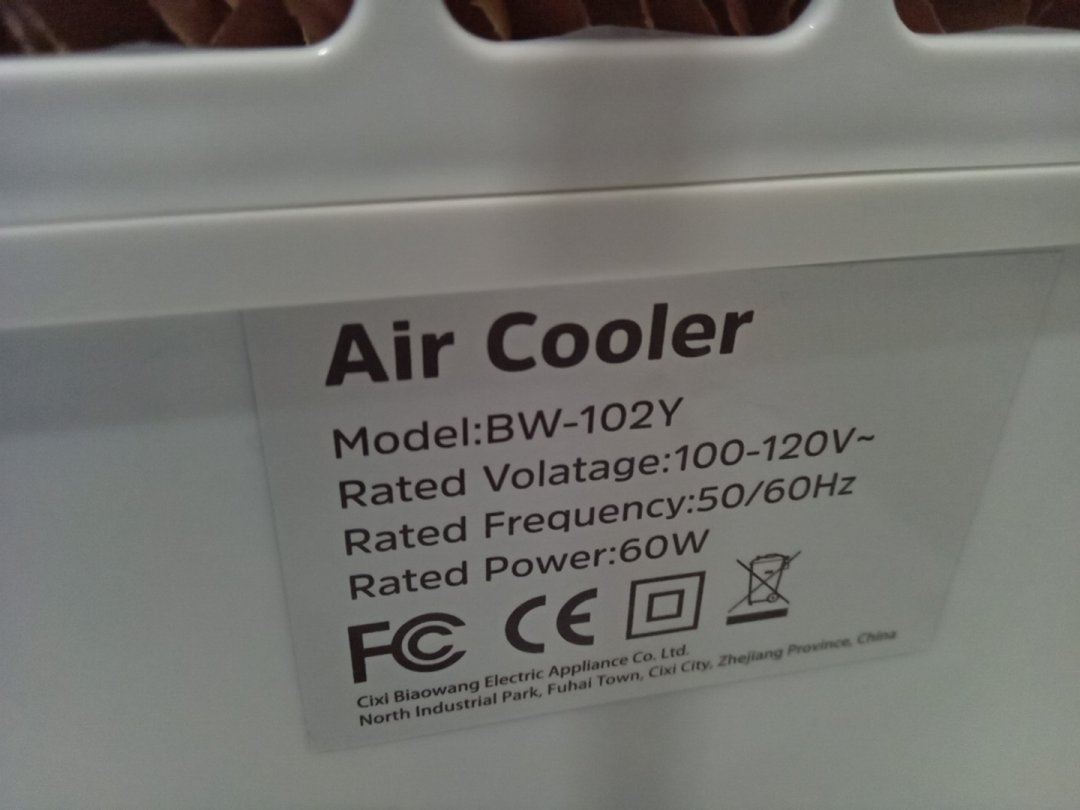 Air Cooler
Model:BW-102Y
Rated Volatage:100-120V~
Rated Frequency:50/60Hz
Rated Power:60W
FC CE
Cixi Biaowang Electric Appliance Co. Ltd.
North Industrial Park, Fuhai Town, Cixi City, Zhejiang Province, China